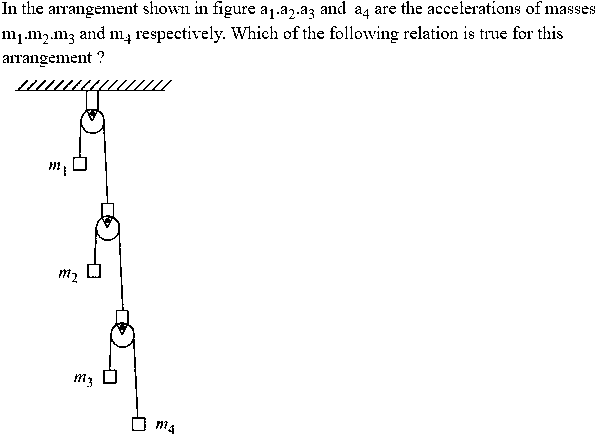 In the arrangement shown in figure a₁.a₂.a₃ and a₄ are the accelerations of masses
m₁.m₂.m₃ and m₄ respectively. Which of the following relation is true for this
arrangement ?
m₁
m₂
m₃
m₄